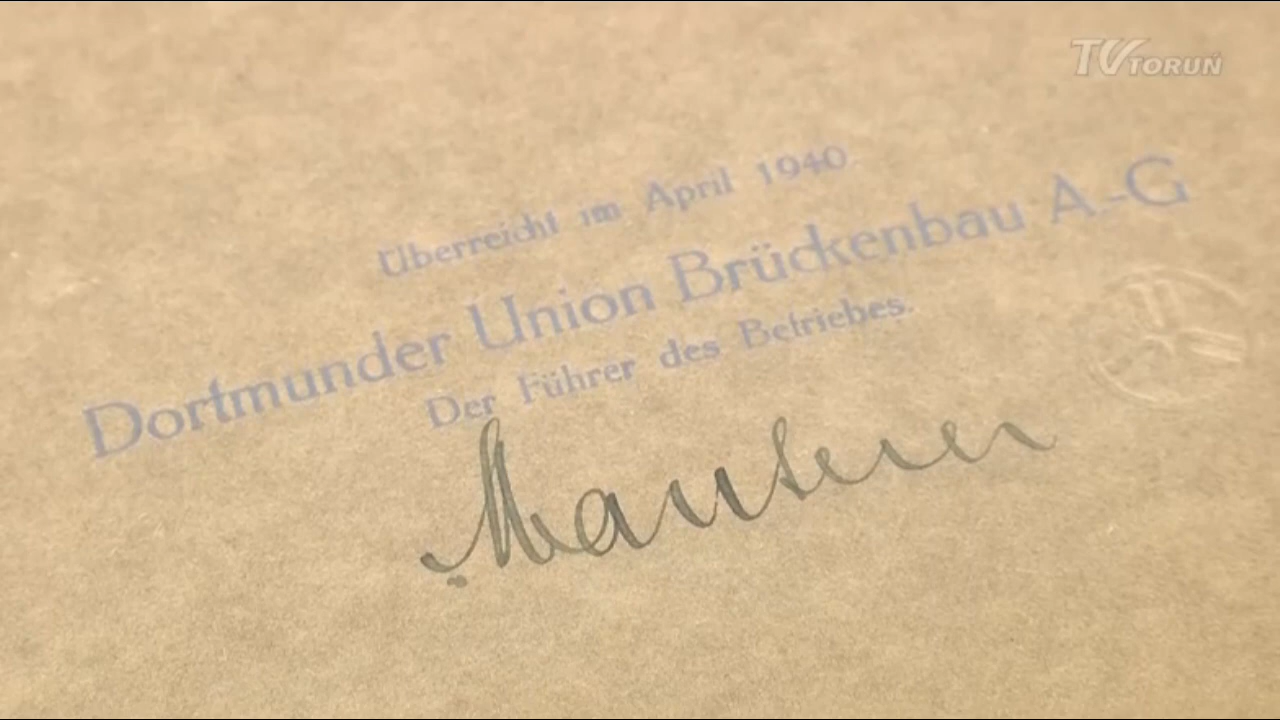 TV TORUŃ
Überreicht im April 1940.
Dortmunder Union Brückenbau A.-G
Der Führer des Betriebes.